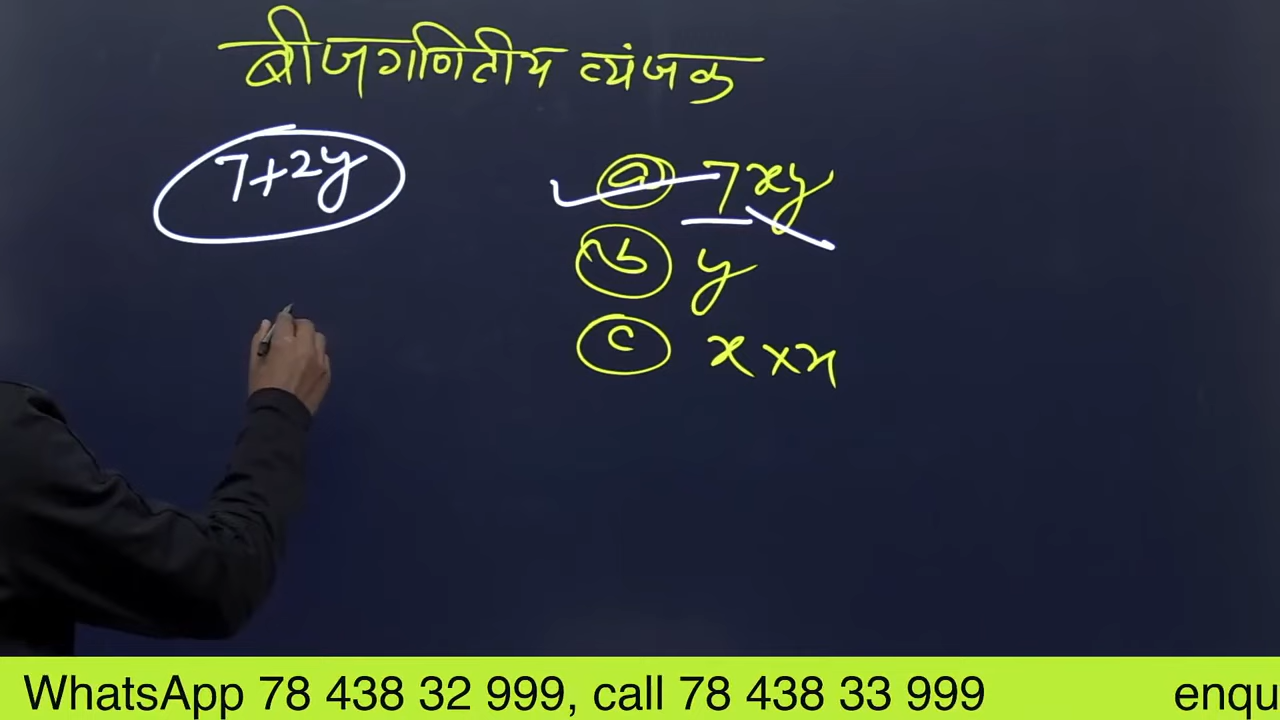 बीजगणितीय व्यंजक
7+2y
a 7xy
b y
c x×x
WhatsApp 78 438 32 999, call 78 438 33 999 enqu